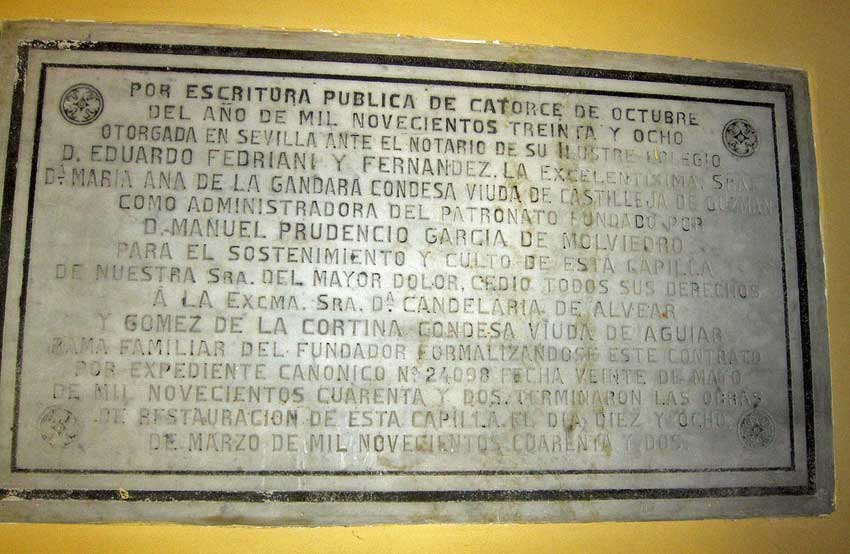 POR ESCRITURA PUBLICA DE CATORCE DE OCTUBRE
DEL AÑO DE MIL NOVECIENTOS TREINTA Y OCHO
OTORGADA EN SEVILLA ANTE EL NOTARIO DE SU ILUSTRE COLEGIO
D. EDUARDO FEDRIANI Y FERNANDEZ. LA EXCELENTISIMA. SRA.
D.ª MARIA ANA DE LA GANDARA CONDESA VIUDA DE CASTILLEJA DE GUZMAN
COMO ADMINISTRADORA DEL PATRONATO FUNDADO POR
D. MANUEL PRUDENCIO GARCIA DE MOLVIEDRO
PARA EL SOSTENIMIENTO Y CULTO DE ESTA CAPILLA
DE NUESTRA SRA. DEL MAYOR DOLOR. CEDIO TODOS SUS DERECHOS
Á LA EXCMA. SRA. D.ª CANDELARIA DE ALVEAR
Y GOMEZ DE LA CORTINA CONDESA VIUDA DE AGUIAR
RAMA FAMILIAR DEL FUNDADOR FORMALIZANDOSE ESTE CONTRATO
POR EXPEDIENTE CAÑONICO Nº 24098 FECHA VEINTE DE MAYO
DE MIL NOVECIENTOS CUARENTA Y DOS. TERMINARON LAS OBRAS
DE RESTAURACION DE ESTA CAPILLA EL DIA DIEZ Y OCHO
DE MARZO DE MIL NOVECIENTOS CUARENTA Y DOS.